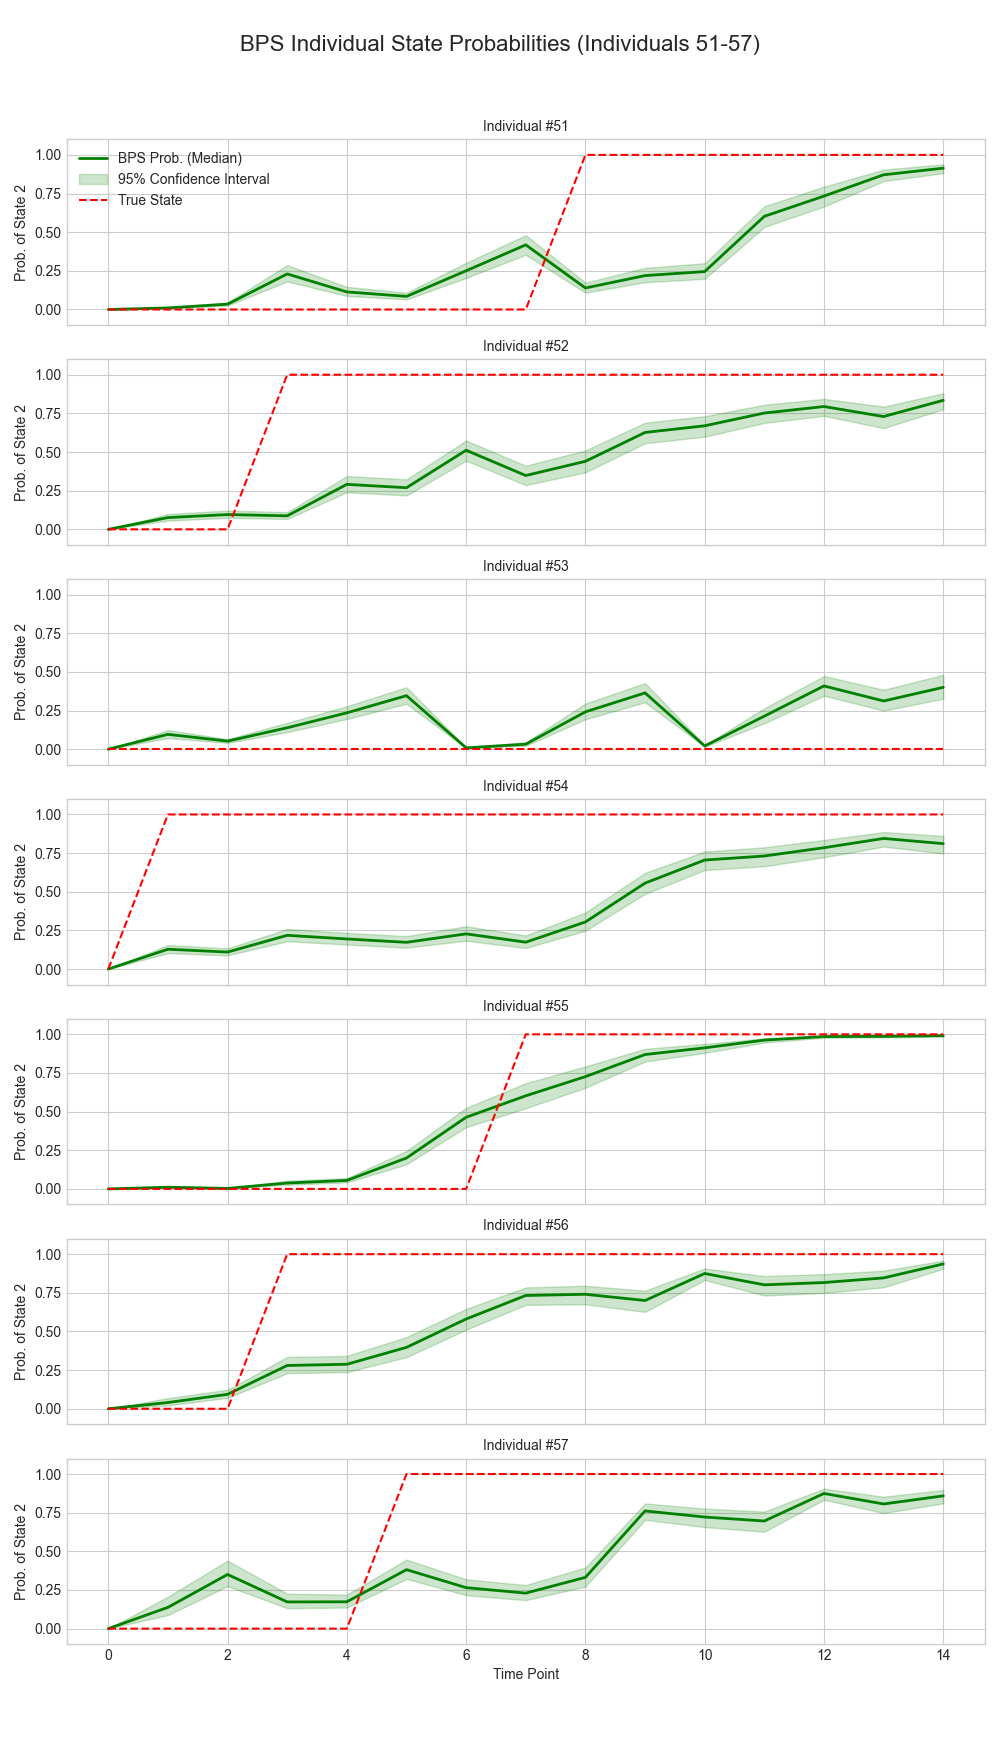 BPS Individual State Probabilities (Individuals 51-57)
Individual #51
BPS Prob. (Median)
95% Confidence Interval
True State
Prob. of State 2
1.00
0.75
0.50
0.25
0.00
Individual #52
Prob. of State 2
1.00
0.75
0.50
0.25
0.00
Individual #53
Prob. of State 2
1.00
0.75
0.50
0.25
0.00
Individual #54
Prob. of State 2
1.00
0.75
0.50
0.25
0.00
Individual #55
Prob. of State 2
1.00
0.75
0.50
0.25
0.00
Individual #56
Prob. of State 2
1.00
0.75
0.50
0.25
0.00
Individual #57
Prob. of State 2
1.00
0.75
0.50
0.25
0.00
0 2 4 6 8 10 12 14
Time Point